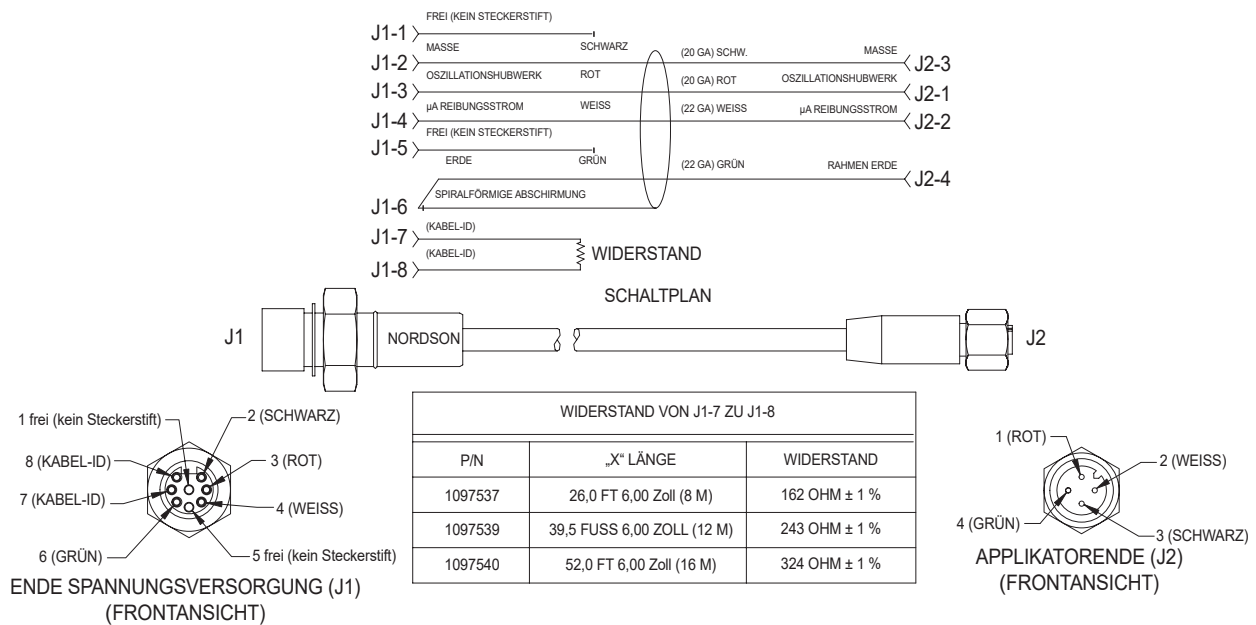 FREI (KEIN STECKERSTIFT)
J1-1
MASSE
SCHWARZ
(20 GA) SCHW.
MASSE
J1-2
J2-3
OSZILLATIONSHUBWERK
ROT
(20 GA) ROT
OSZILLATIONSHUBWERK
J1-3
J2-1
µA REIBUNGSSTROM
WEISS
(22 GA) WEISS
µA REIBUNGSSTROM
J1-4
J2-2
FREI (KEIN STECKERSTIFT)
J1-5
ERDE
GRÜN
(22 GA) GRÜN
RAHMEN ERDE
J2-4
SPIRALFÖRMIGE ABSCHIRMUNG
J1-6
(KABEL-ID)
J1-7
(KABEL-ID)
WIDERSTAND
J1-8
SCHALTPLAN
J1
NORDSON
J2
1 frei (kein Steckerstift)
2 (SCHWARZ)
8 (KABEL-ID)
3 (ROT)
7 (KABEL-ID)
4 (WEISS)
6 (GRÜN)
5 frei (kein Steckerstift)
ENDE SPANNUNGSVERSORGUNG (J1)
(FRONTANSICHT)
WIDERSTAND VON J1-7 ZU J1-8
P/N „X“ LÄNGE WIDERSTAND
1097537 26,0 FT 6,00 Zoll (8 M) 162 OHM ± 1 %
1097539 39,5 FUSS 6,00 ZOLL (12 M) 243 OHM ± 1 %
1097540 52,0 FT 6,00 Zoll (16 M) 324 OHM ± 1 %
1 (ROT)
2 (WEISS)
4 (GRÜN)
3 (SCHWARZ)
APPLIKATORENDE (J2)
(FRONTANSICHT)